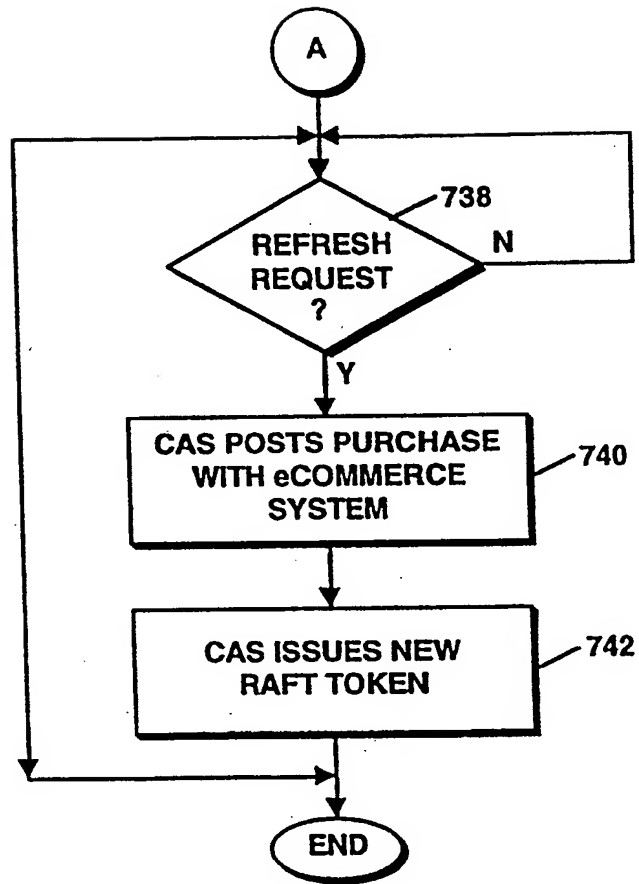 A
738
REFRESH
REQUEST
?
N
Y
CAS POSTS PURCHASE
WITH eCOMMERCE
SYSTEM
740
CAS ISSUES NEW
RAFT TOKEN
742
END